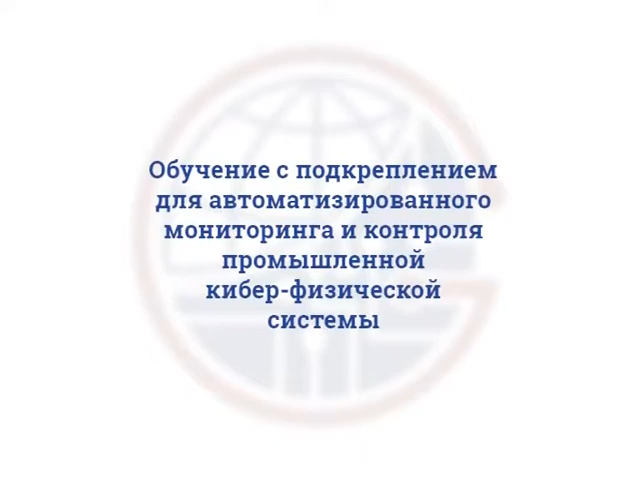 Обучение с подкреплением
для автоматизированного
мониторинга и контроля
промышленной
кибер-физической
системы